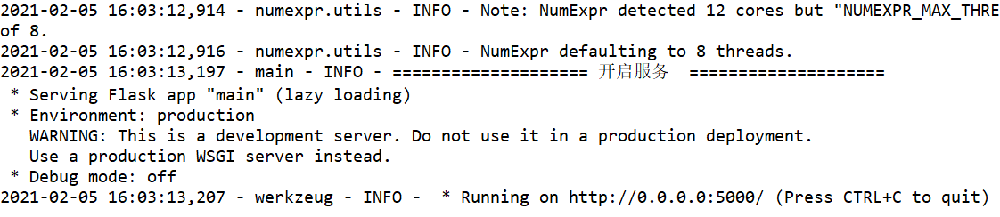 2021-02-05 16:03:12,914 - numexpr.utils - INFO - Note: NumExpr detected 12 cores but "NUMEXPR_MAX_THRE
of 8.
2021-02-05 16:03:12,916 - numexpr.utils - INFO - NumExpr defaulting to 8 threads.
2021-02-05 16:03:13,197 - main - INFO - ==================== 开启服务 ====================
* Serving Flask app "main" (lazy loading)
* Environment: production
WARNING: This is a development server. Do not use it in a production deployment.
Use a production WSGI server instead.
* Debug mode: off
2021-02-05 16:03:13,207 - werkzeug - INFO -  * Running on http://0.0.0.0:5000/ (Press CTRL+C to quit)